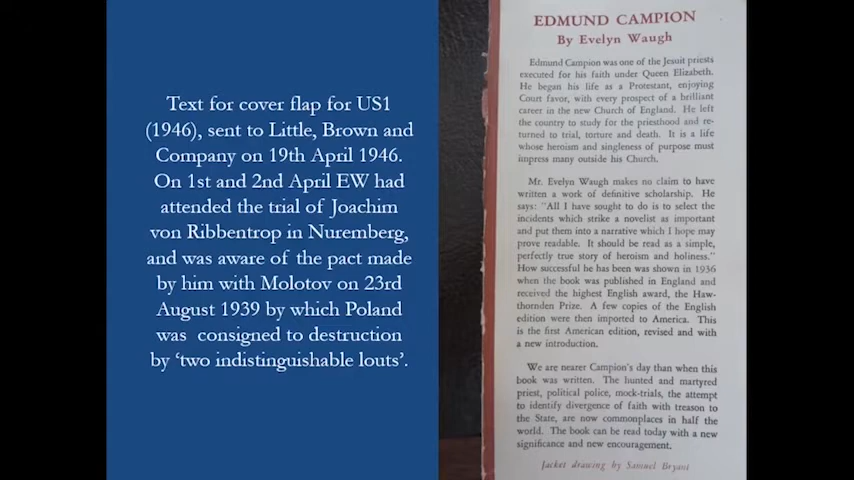 Text for cover flap for US1
(1946), sent to Little, Brown and
Company on 19th April 1946.
On 1st and 2nd April EW had
attended the trial of Joachim
von Ribbentrop in Nuremberg,
and was aware of the pact made
by him with Molotov on 23rd
August 1939 by which Poland
was consigned to destruction
by ‘two indistinguishable louts’.
EDMUND CAMPION
By Evelyn Waugh
Edmund Campion was one of the Jesuit priests
executed for his faith under Queen Elizabeth.
He began his life as a Protestant, enjoying
Court favor, with every prospect of a brilliant
career in the new Church of England. He left
the country to study for the priesthood and re-
turned to trial, torture and death. It is a life
whose heroism and singleness of purpose must
impress many outside his Church.
Mr. Evelyn Waugh makes no claim to have
written a work of definitive scholarship. He
says: "All I have sought to do is to select the
incidents which strike a novelist as important
and put them into a narrative which I hope may
prove readable. It should be read as a simple,
perfectly true story of heroism and holiness."
How successful he has been was shown in 1936
when the book was published in England and
received the highest English award, the Haw-
thornden Prize. A few copies of the English
edition were then imported to America. This
is the first American edition, revised and with
a new introduction.
We are nearer Campion's day than when this
book was written. The hunted and martyred
priest, political police, mock-trials, the attempt
to identify divergence of faith with treason to
the State, are now commonplaces in half the
world. The book can be read today with a new
significance and new encouragement.
Jacket drawing by Samuel Bryant